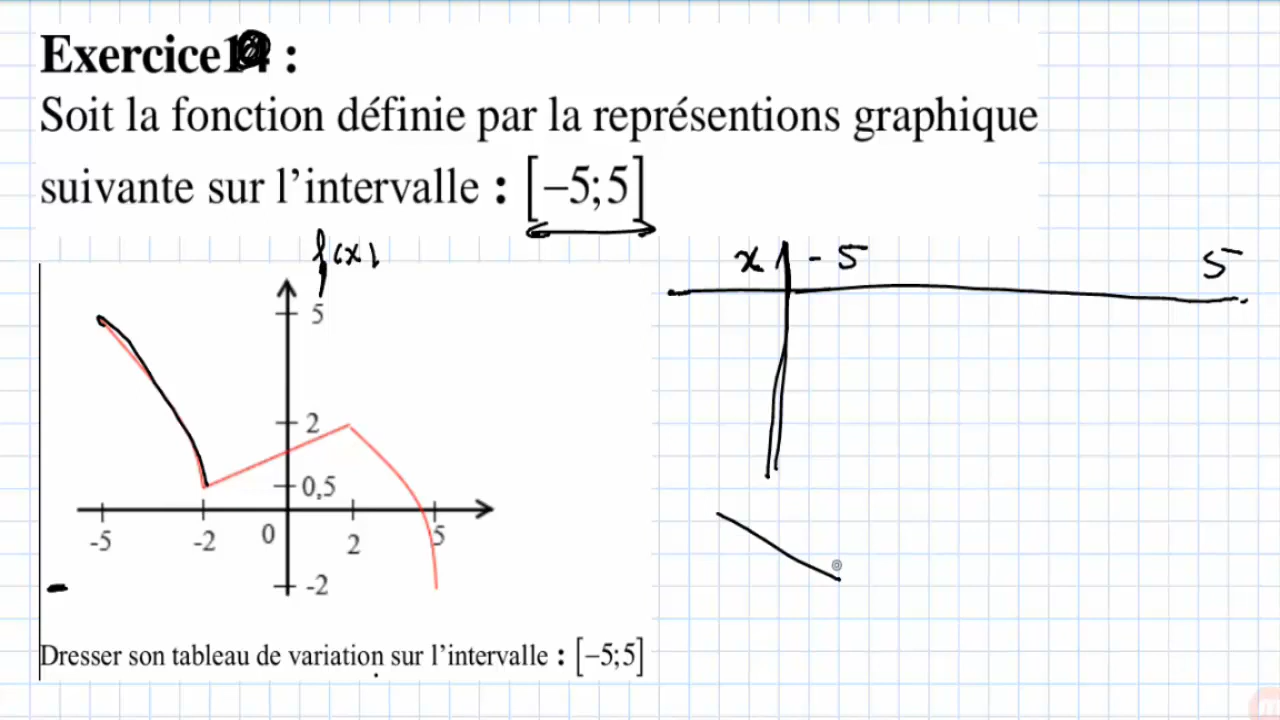 Exercice1 :
Soit la fonction définie par la représentions graphique
suivante sur l’intervalle : [−5;5]
f(x)
x -5 5
5
2
0,5
-5 -2 0 2 5
-2
Dresser son tableau de variation sur l’intervalle : [−5;5]